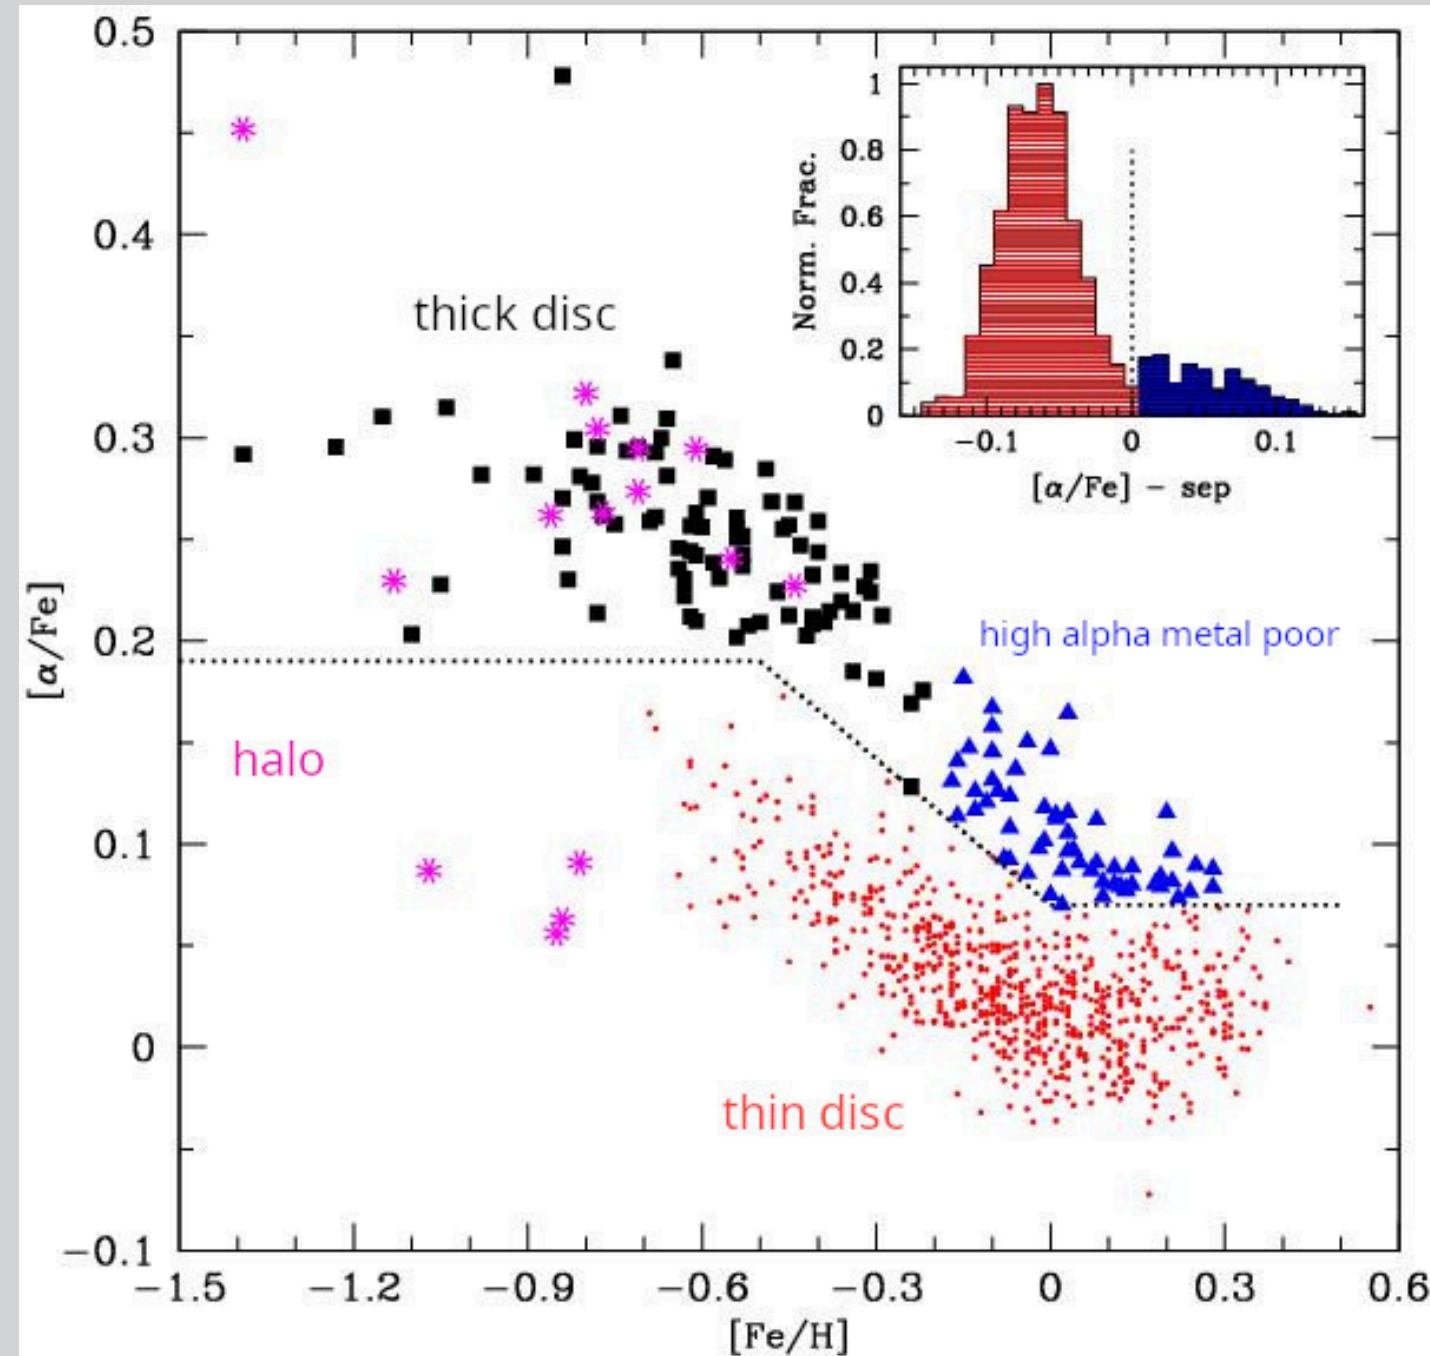 0.5
0.4
0.3
0.2
0.1
0
−0.1
[α/Fe]
−1.5 −1.2 −0.9 −0.6 −0.3 0 0.3 0.6
[Fe/H]
thick disc
high alpha metal poor
halo
thin disc
1
0.8
0.6
0.4
0.2
0
Norm. Frac.
−0.1 0 0.1
[α/Fe] − sep